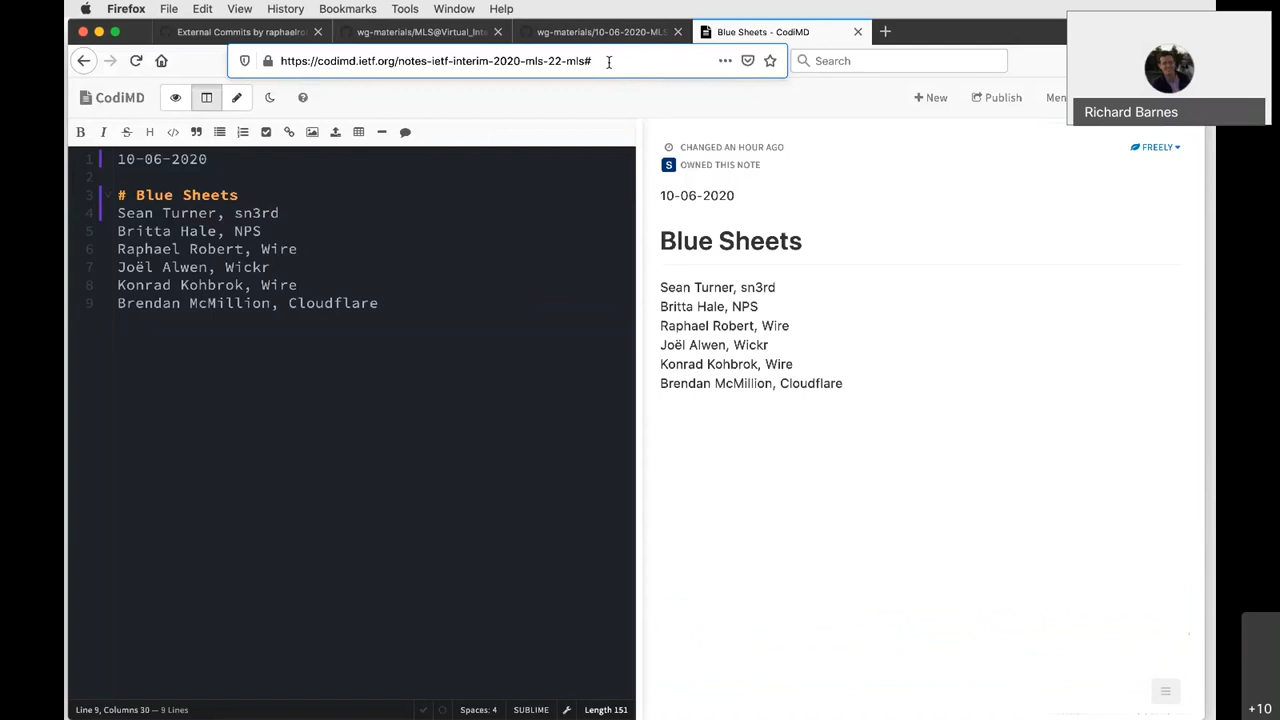 Firefox File Edit View History Bookmarks Tools Window Help
External Commits by raphaelro
wg-materials/MLS@Virtual_Inte
wg-materials/10-06-2020-MLS
Blue Sheets - CodiMD
https://codimd.ietf.org/notes-ietf-interim-2020-mls-22-mls#
Search
Richard Barnes
CodiMD
New
Publish
Men
B I S H
1 10-06-2020
2
3 # Blue Sheets
4 Sean Turner, sn3rd
5 Britta Hale, NPS
6 Raphael Robert, Wire
7 Joël Alwen, Wickr
8 Konrad Kohbrok, Wire
9 Brendan McMillion, Cloudflare
CHANGED AN HOUR AGO
FREELY
S OWNED THIS NOTE
10-06-2020
Blue Sheets
Sean Turner, sn3rd
Britta Hale, NPS
Raphael Robert, Wire
Joël Alwen, Wickr
Konrad Kohbrok, Wire
Brendan McMillion, Cloudflare
Line 9, Columns 30 — 9 Lines
Spaces: 4
SUBLIME
Length 151
+10